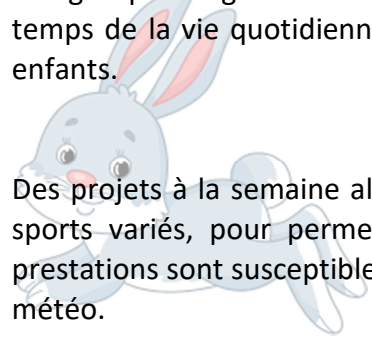 temps de la vie quotidienn
enfants.
Des projets à la semaine al
sports variés, pour perme
prestations sont susceptible
météo.